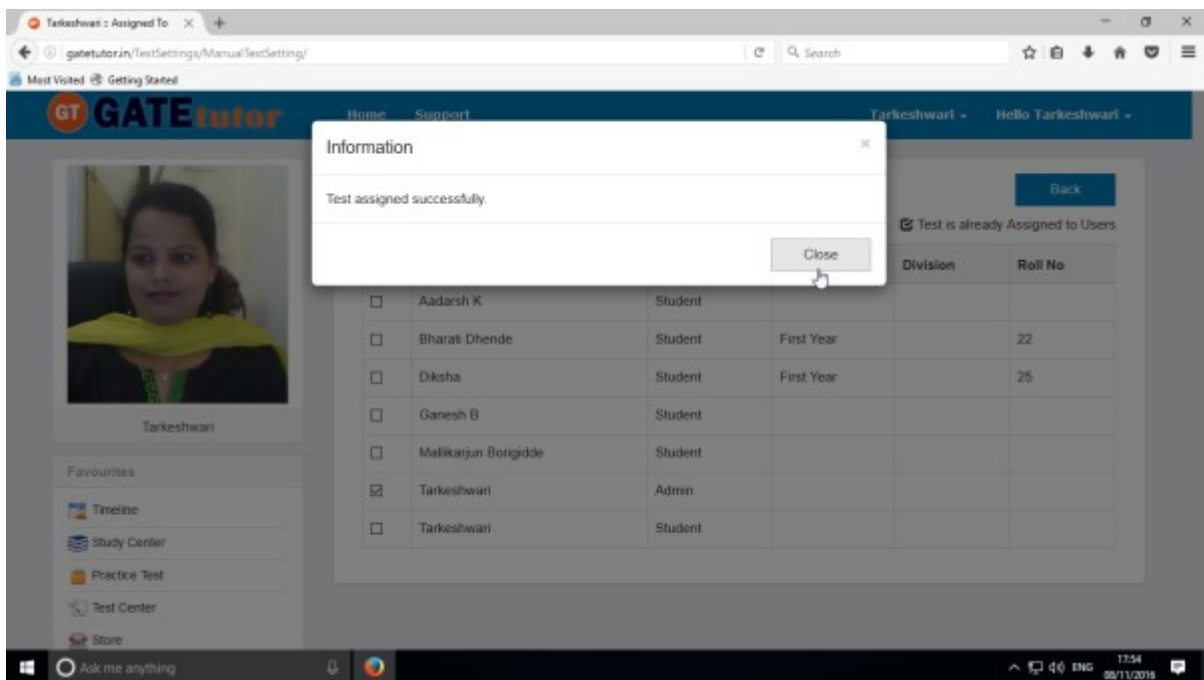 Tarkeshwari :: Assigned To
gatetutor.in/TestSettings/ManualTestSetting/
Search
Most Visited Getting Started
GT GATEtutor Home Support Tarkeshwari Hello Tarkeshwari
Information
Test assigned successfully.
Close
Back
Test is already Assigned to Users
Division Roll No
Aadarsh K Student
Bharati Dhende Student First Year 22
Diksha Student First Year 25
Ganesh B Student
Mallikarjun Borigidde Student
Tarkeshwari Admin
Tarkeshwari Student
Tarkeshwari
Favourites
Timeline
Study Center
Practice Test
Test Center
Store
Ask me anything
ENG
17:54
08/11/2016